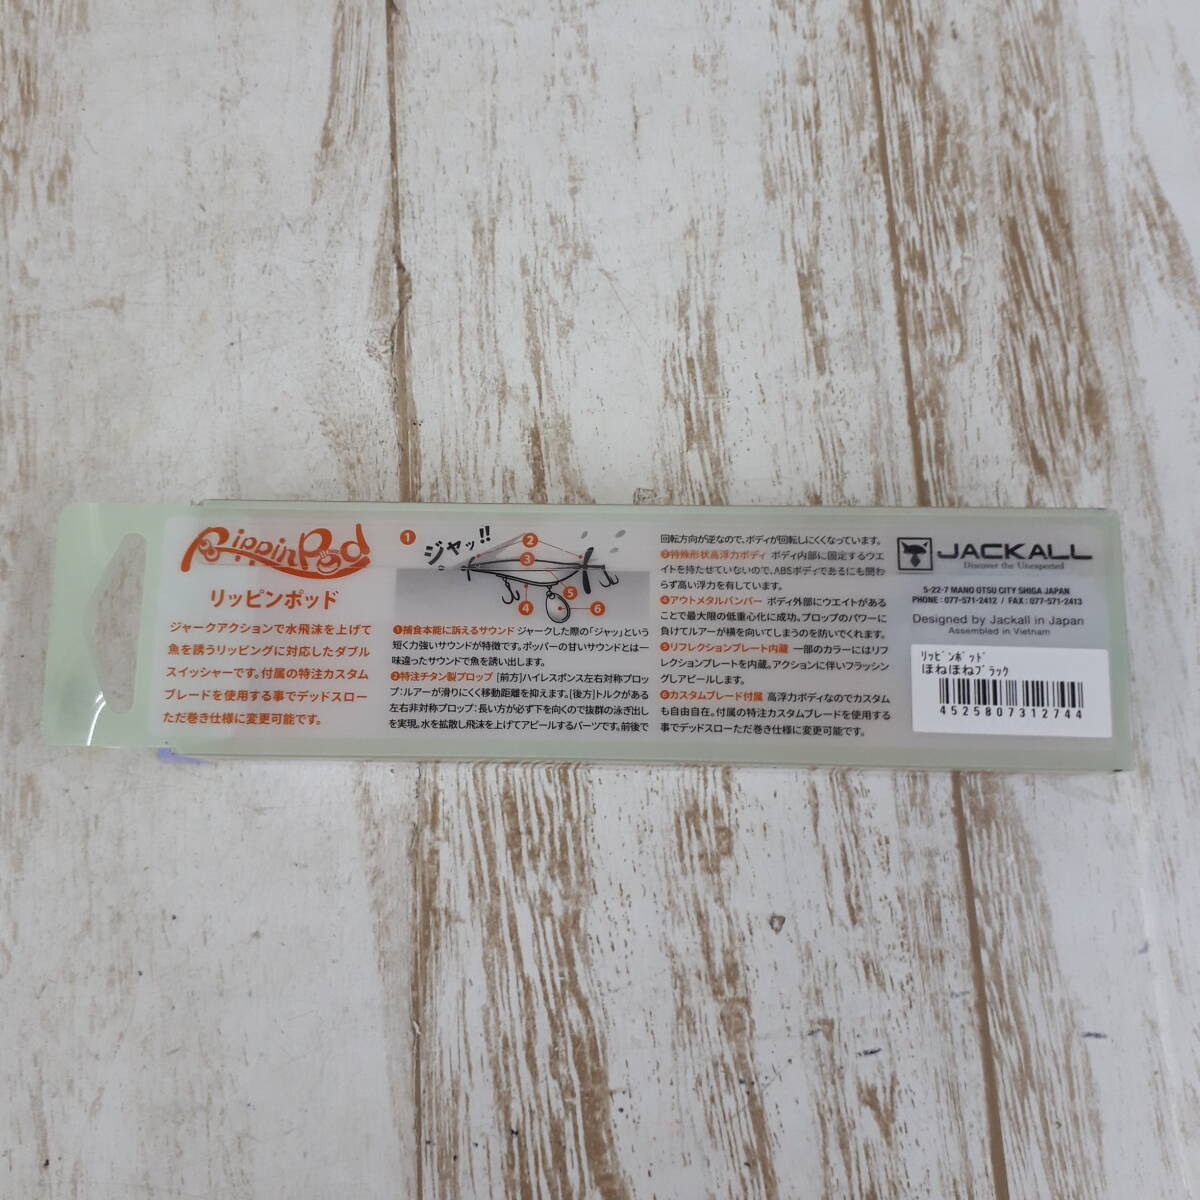 Rippin Pod
リッピンポッド
ジャークアクションで水飛沫を上げて
魚を誘うリッピングに対応したダブル
スイッシャーです。付属の特注カスタム
ブレードを使用する事でデッドスロー
ただ巻き仕様に変更可能です。
1
ジャッ!!
2
3
4
5
6
❶捕食本能に訴えるサウンド ジャークした際の「ジャッ」という
短く力強いサウンドが特徴です。ポッパーの甘いサウンドとは一
味違ったサウンドで魚を誘い出します。
❷特注チタン製プロップ [前方]ハイレスポンス左右対称プロッ
プ:ルアーが滑りにくく移動距離を抑えます。[後方]トルクがある
左右非対称プロップ:長い方が必ず下を向くので抜群の泳ぎ出し
を実現。水を拡散し飛沫を上げてアピールするパーツです。前後で
回転方向が逆なので、ボディが回転しにくくなっています。
❸特殊形状高浮力ボディ ボディ内部に固定するウエ
イトを持たせていないので、ABSボディであるにも関わ
らず高い浮力を有しています。
❹アウトメタルバンパー ボディ外部にウエイトがある
ことで最大限の低重心化に成功。プロップのパワーに
負けてルアーが横を向いてしまうのを防いでくれます。
❺リフレクションプレート内蔵 一部のカラーにはリフ
レクションプレートを内蔵。アクションに伴いフラッシン
グしアピールします。
❻カスタムブレード付属 高浮力ボディなのでカスタム
も自由自在。付属の特注カスタムブレードを使用する
事でデッドスローただ巻き仕様に変更可能です。
JACKALL
Discover the Unexpected
5-22-7 MANO OTSU CITY SHIGA JAPAN
PHONE : 077-571-2412 / FAX : 077-571-2413
Designed by Jackall in Japan
Assembled in Vietnam
リッピンポッド
ほねほねブラック
4525807312744